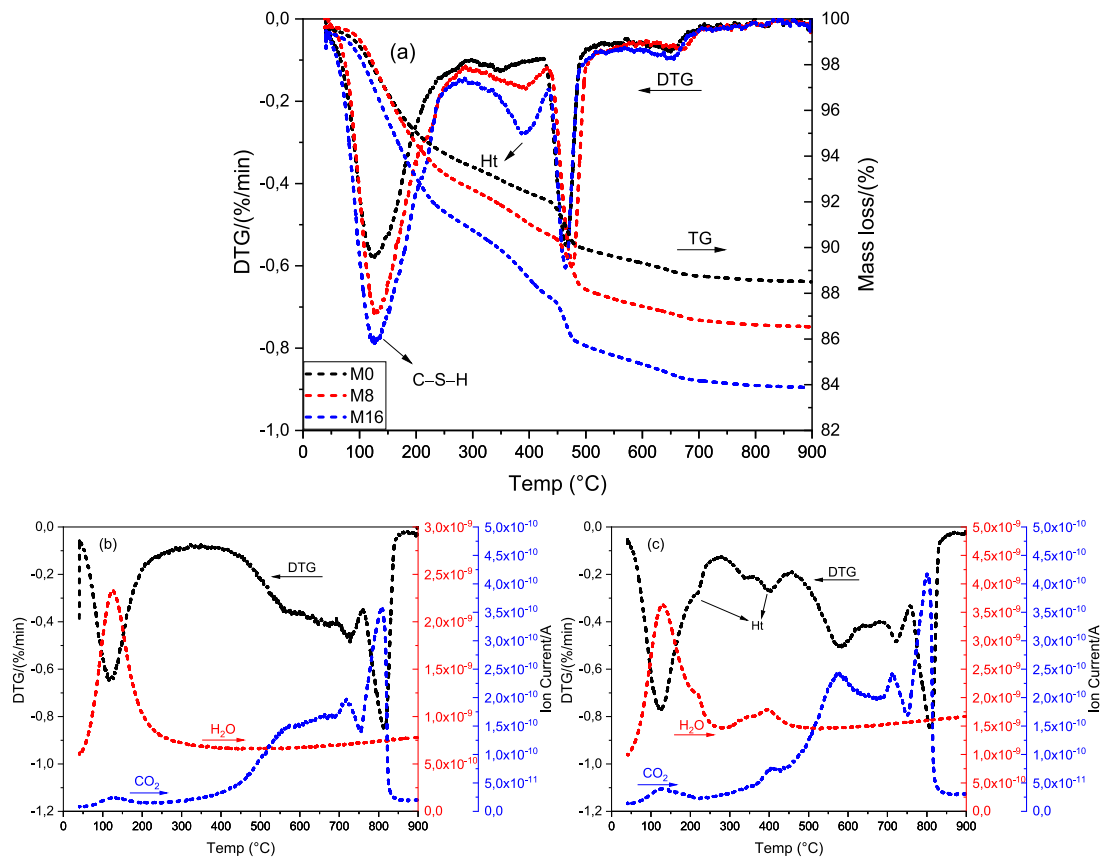 (a)
DTG
Ht
TG
C–S–H
M0
M8
M16
0,0
-0,2
-0,4
-0,6
-0,8
-1,0
DTG/(%/min)
100
98
96
94
92
90
88
86
84
82
Mass loss/(%)
0 100 200 300 400 500 600 700 800 900
Temp (°C)
(b)
DTG
H2O
CO2
0,0
-0,2
-0,4
-0,6
-0,8
-1,0
-1,2
DTG/(%/min)
0 100 200 300 400 500 600 700 800 900
Temp (°C)
3,0x10-9
2,5x10-9
2,0x10-9
1,5x10-9
1,0x10-9
5,0x10-10
0,0
5,0x10-10
4,5x10-10
4,0x10-10
3,5x10-10
3,0x10-10
2,5x10-10
2,0x10-10
1,5x10-10
1,0x10-10
5,0x10-11
0,0
Ion Current/A
(c)
DTG
Ht
H2O
CO2
0,0
-0,2
-0,4
-0,6
-0,8
-1,0
-1,2
DTG/(%/min)
0 100 200 300 400 500 600 700 800 900
Temp (°C)
5,0x10-9
4,5x10-9
4,0x10-9
3,5x10-9
3,0x10-9
2,5x10-9
2,0x10-9
1,5x10-9
1,0x10-9
5,0x10-10
0,0
5,0x10-10
4,5x10-10
4,0x10-10
3,5x10-10
3,0x10-10
2,5x10-10
2,0x10-10
1,5x10-10
1,0x10-10
5,0x10-11
0,0
Ion Current/A